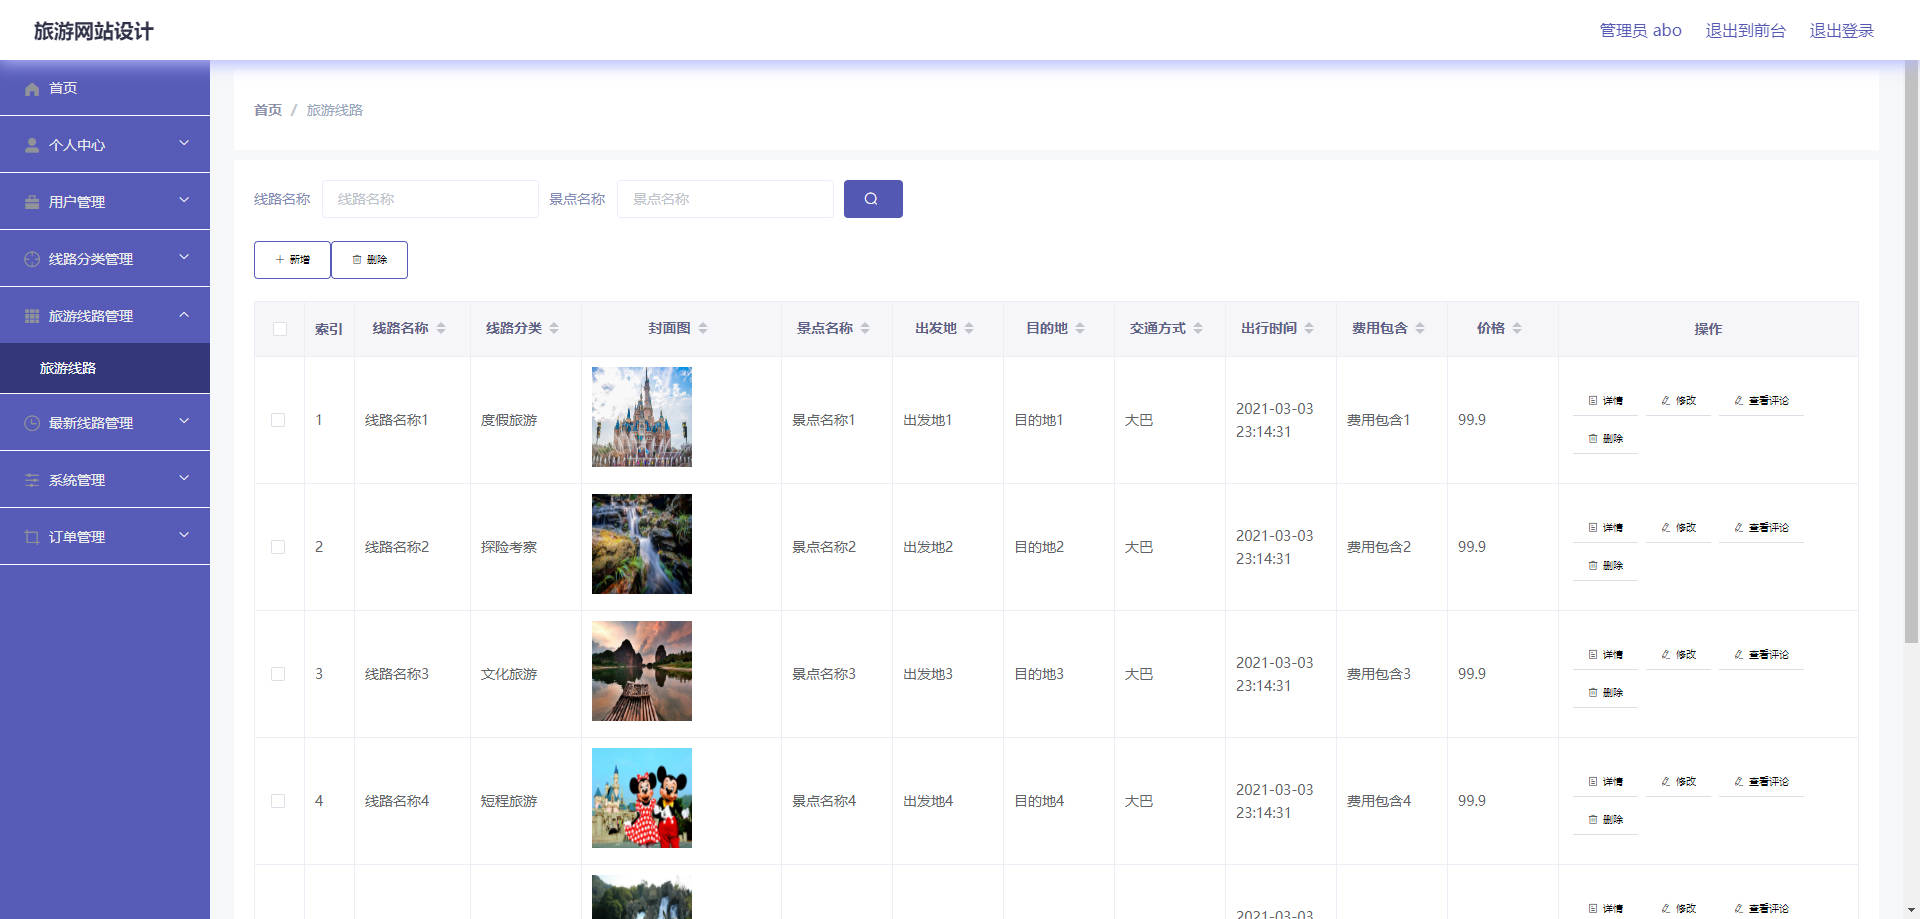 旅游网站设计
管理员 abo 退出到前台 退出登录
首页
个人中心
用户管理
线路分类管理
旅游线路管理
旅游线路
最新线路管理
系统管理
订单管理
首页 / 旅游线路
线路名称 线路名称 景点名称 景点名称
新增 删除
索引 线路名称 线路分类 封面图 景点名称 出发地 目的地 交通方式 出行时间 费用包含 价格 操作
1 线路名称1 度假旅游 景点名称1 出发地1 目的地1 大巴 2021-03-03 23:14:31 费用包含1 99.9 详情 修改 查看评论
删除
2 线路名称2 探险考察 景点名称2 出发地2 目的地2 大巴 2021-03-03 23:14:31 费用包含2 99.9 详情 修改 查看评论
删除
3 线路名称3 文化旅游 景点名称3 出发地3 目的地3 大巴 2021-03-03 23:14:31 费用包含3 99.9 详情 修改 查看评论
删除
4 线路名称4 短程旅游 景点名称4 出发地4 目的地4 大巴 2021-03-03 23:14:31 费用包含4 99.9 详情 修改 查看评论
删除
2021-03-03 详情 修改 查看评论